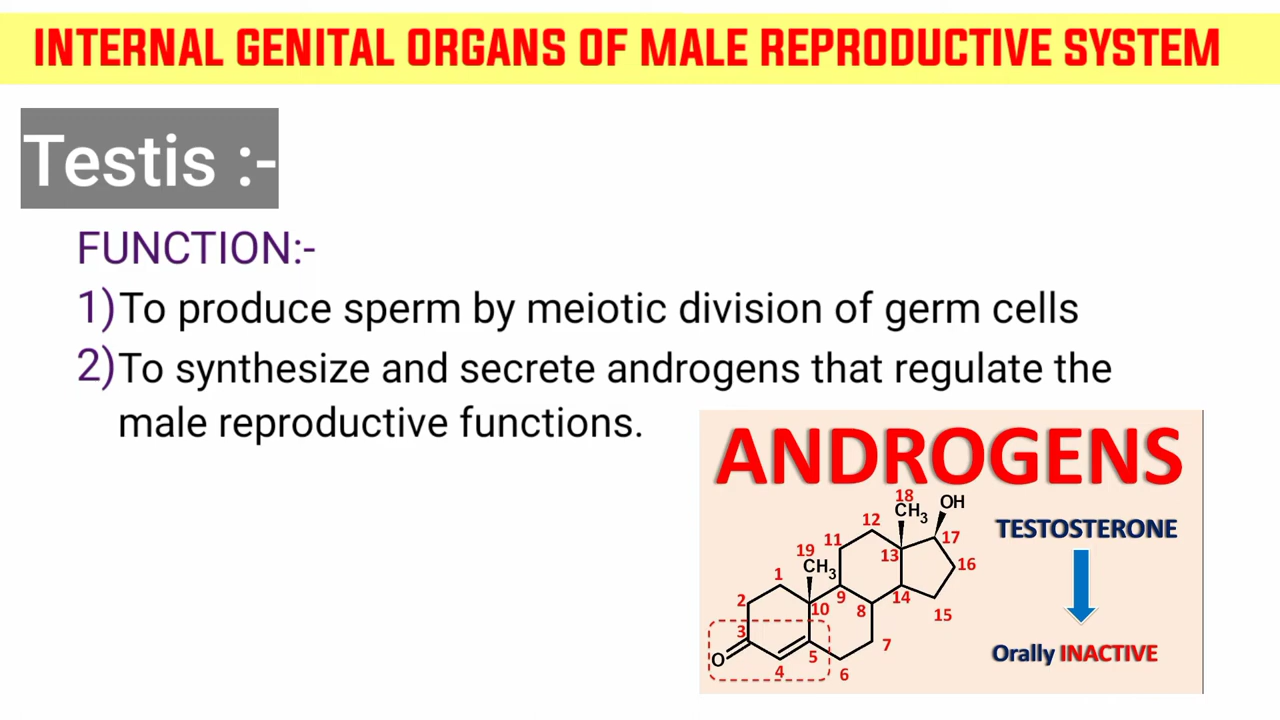 INTERNAL GENITAL ORGANS OF MALE REPRODUCTIVE SYSTEM
Testis :-
FUNCTION:-
1)To produce sperm by meiotic division of germ cells
2)To synthesize and secrete androgens that regulate the
male reproductive functions.
ANDROGENS
18
CH3
OH
12
17
TESTOSTERONE
11
13
19
CH3
16
1
2
10
9
8
14
15
3
7
O
5
4
6
Orally INACTIVE